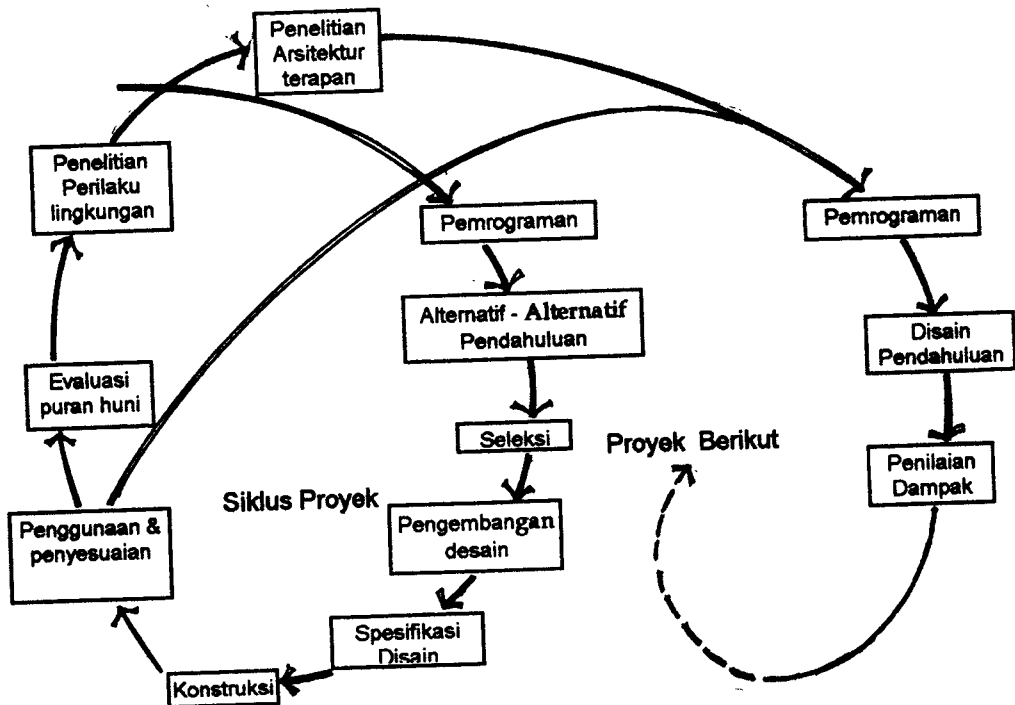 Penelitian
Arsitektur
terapan
Penelitian
Perilaku
lingkungan
Evaluasi
puran huni
Penggunaan &
penyesuaian
Pemrograman
Alternatif - Alternatif
Pendahuluan
Seleksi
Siklus Proyek
Pengembangan
desain
Spesifikasi
Disain
Konstruksi
Pemrograman
Disain
Pendahuluan
Penilaian
Dampak
Proyek Berikut